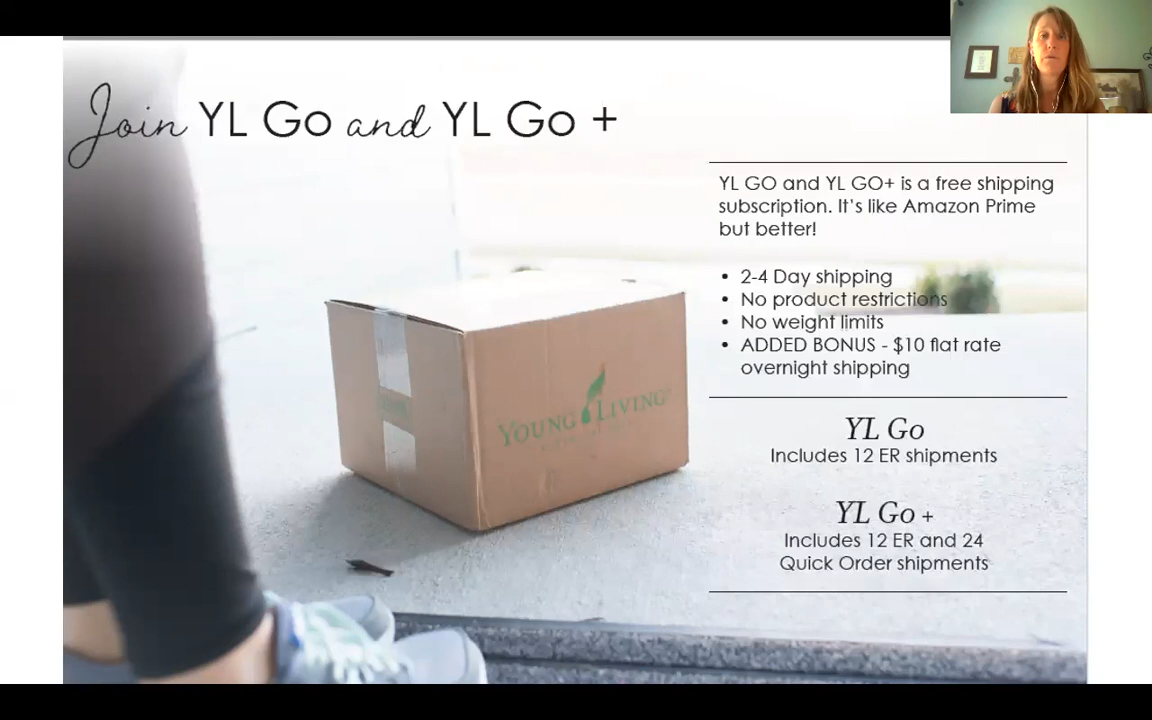 Join YL Go and YL Go +
YL GO and YL GO+ is a free shipping
subscription. It's like Amazon Prime
but better!
• 2-4 Day shipping
• No product restrictions
• No weight limits
• ADDED BONUS - $10 flat rate
overnight shipping
YL Go
Includes 12 ER shipments
YL Go +
Includes 12 ER and 24
Quick Order shipments
YOUNG LIVING